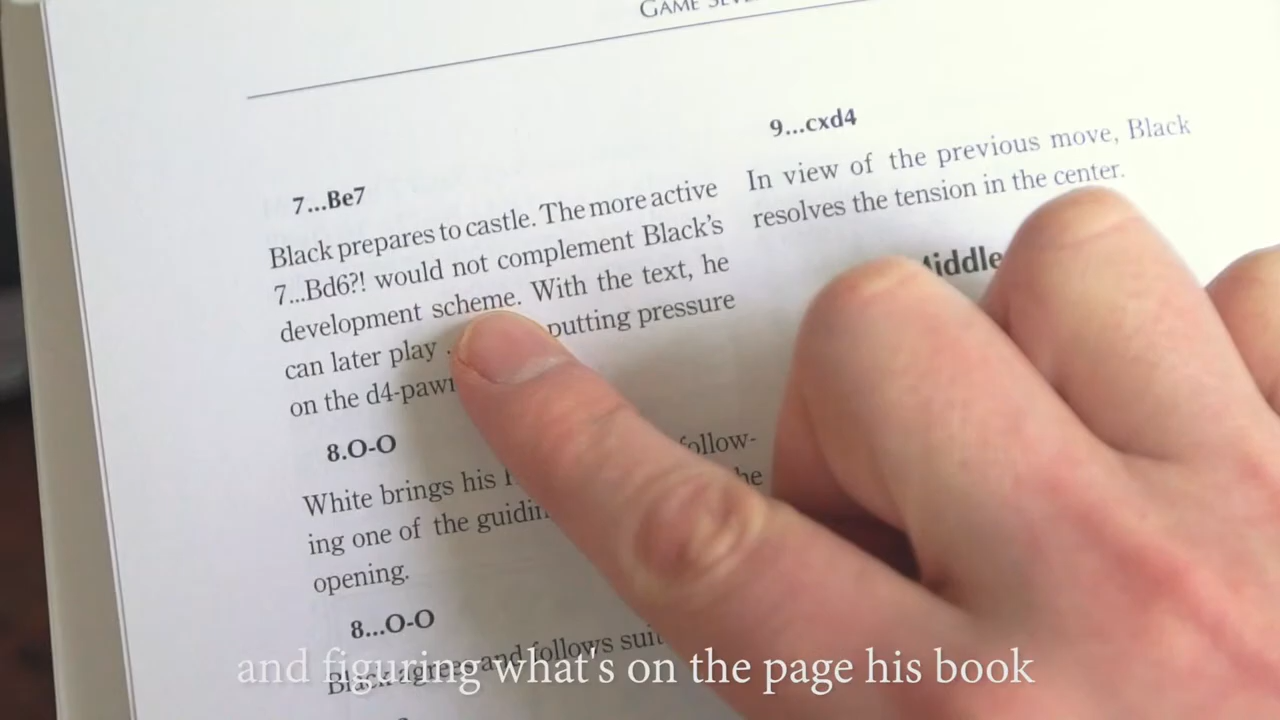 GAME
7...Be7
Black prepares to castle. The more active
7...Bd6?! would not complement Black's
development scheme. With the text, he
can later play putting pressure
on the d4-pawn
8.O-O
White brings his follow-
ing one of the guiding he
opening.
8...O-O
Black agrees and follows suit
9...cxd4
In view of the previous move, Black
resolves the tension in the center.
Middle
and figuring what's on the page his book